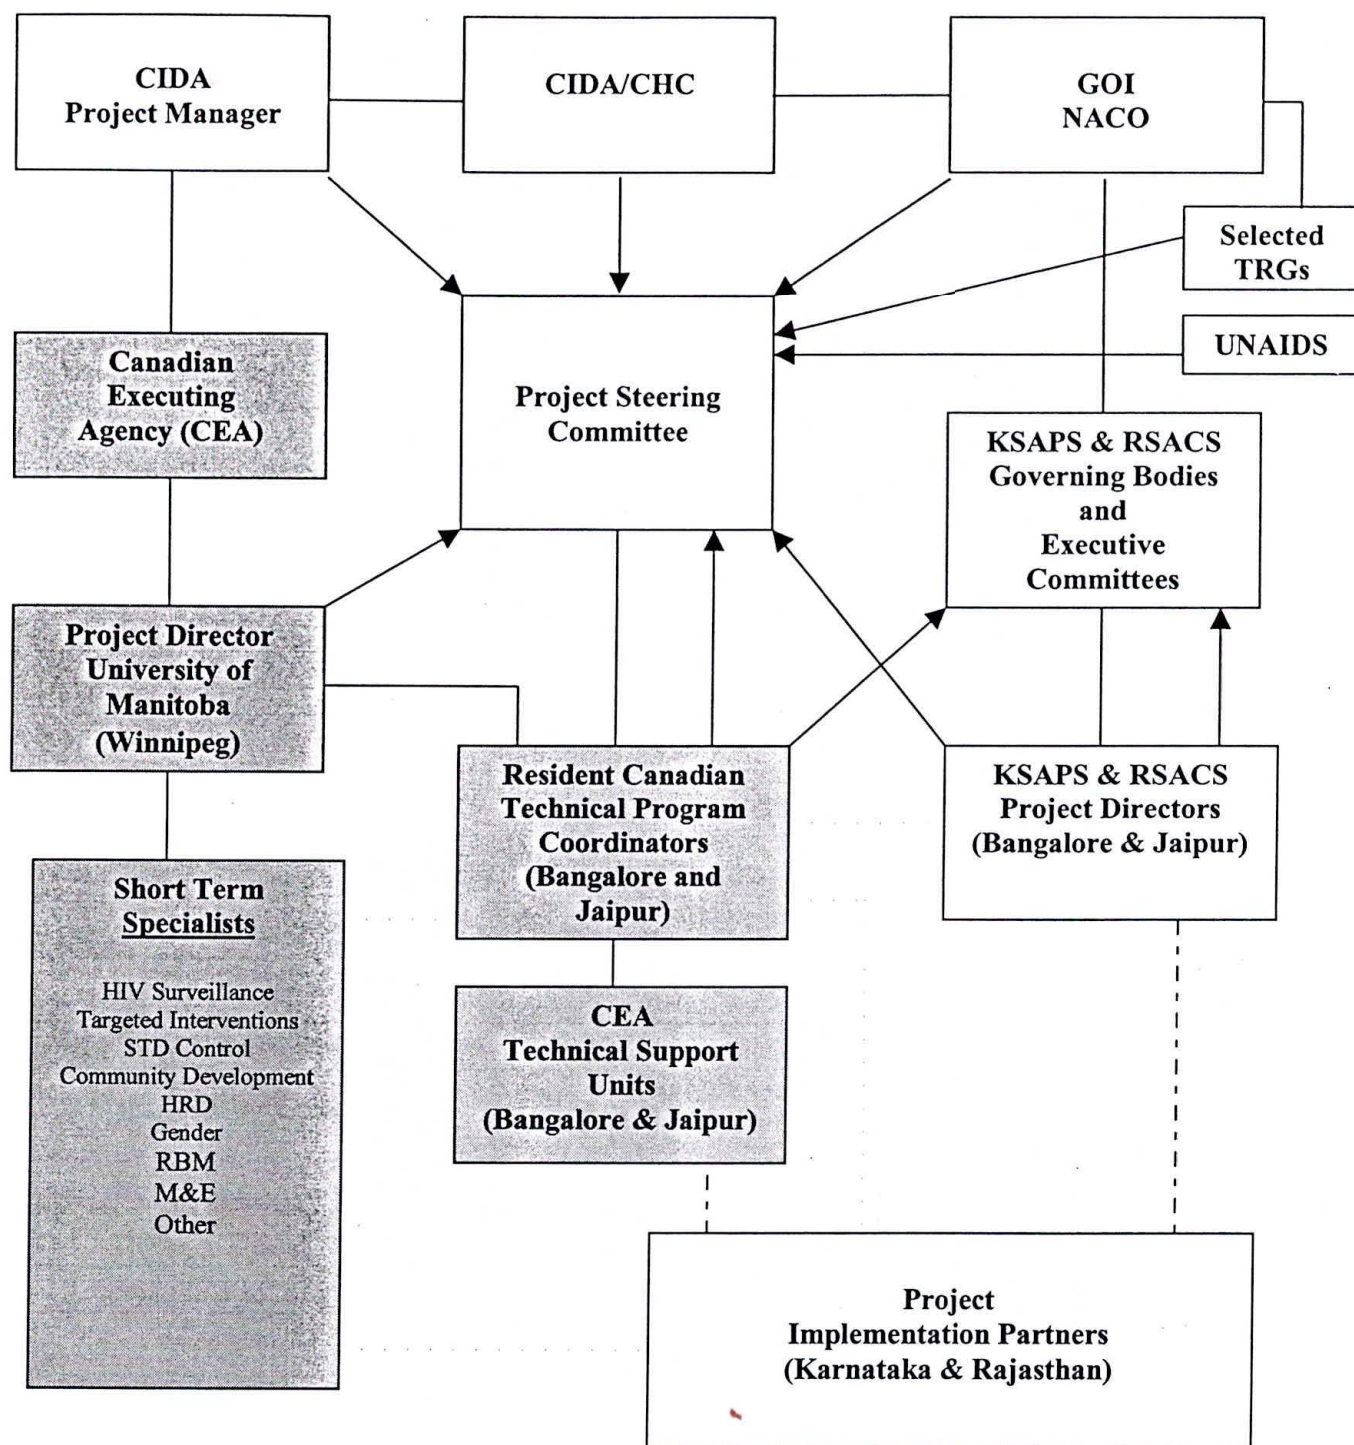 CIDA
Project Manager
CIDA/CHC
GOI
NACO
Selected
TRGs
UNAIDS
Canadian
Executing
Agency (CEA)
Project Steering
Committee
KSAPS & RSACS
Governing Bodies
and
Executive
Committees
Project Director
University of
Manitoba
(Winnipeg)
Resident Canadian
Technical Program
Coordinators
(Bangalore and
Jaipur)
KSAPS & RSACS
Project Directors
(Bangalore & Jaipur)
Short Term
Specialists
HIV Surveillance
Targeted Interventions
STD Control
Community Development
HRD
Gender
RBM
M&E
Other
CEA
Technical Support
Units
(Bangalore & Jaipur)
Project
Implementation Partners
(Karnataka & Rajasthan)